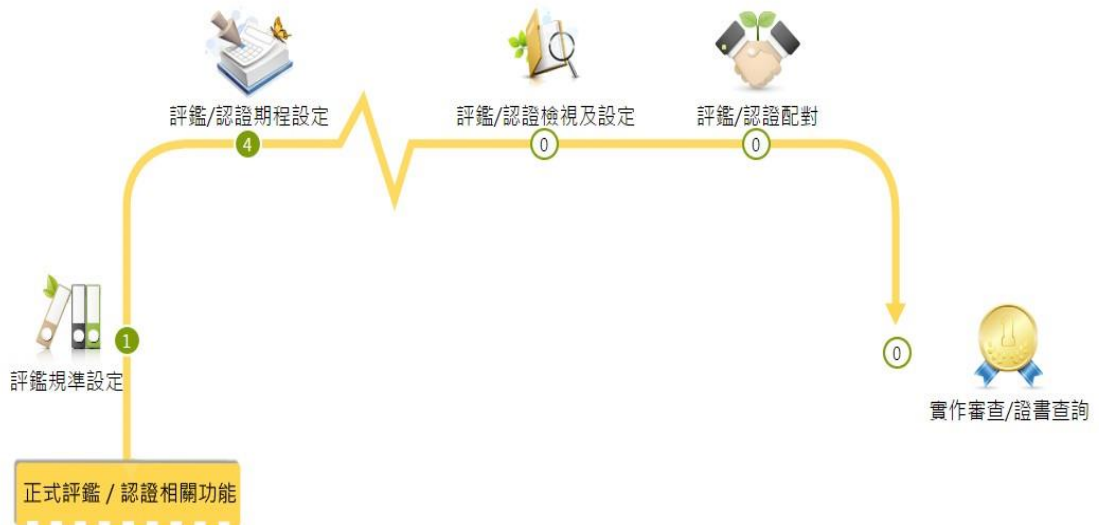 評鑑/認證期程設定
評鑑/認證檢視及設定
評鑑/認證配對
4
0
0
1
評鑑規準設定
0
實作審查/證書查詢
正式評鑑 / 認證相關功能